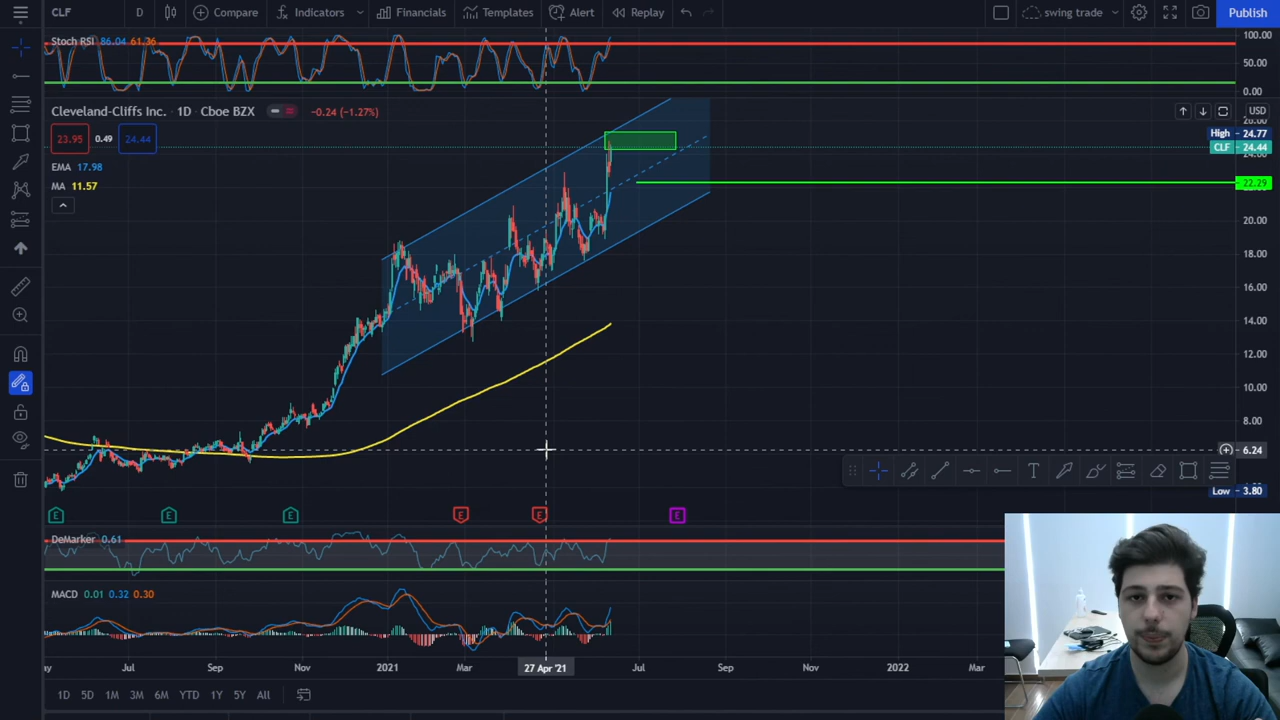 CLF D Compare Indicators Financials Templates Alert Replay swing trade Publish
Stoch RSI 86.04 61.36
100.00
50.00
0.00
Cleveland-Cliffs Inc. · 1D · Cboe BZX −0.24 (−1.27%)
USD
23.95 0.49 24.44
High 24.77
CLF 24.44
EMA 17.98
MA 11.57
22.29
20.00
18.00
16.00
14.00
12.00
10.00
8.00
6.24
Low 3.80
E E E E E E
DeMarker 0.61
MACD 0.01 0.32 0.30
Jul Sep Nov 2021 Mar 27 Apr '21 Jul Sep Nov 2022 Mar
1D 5D 1M 3M 6M YTD 1Y 5Y All